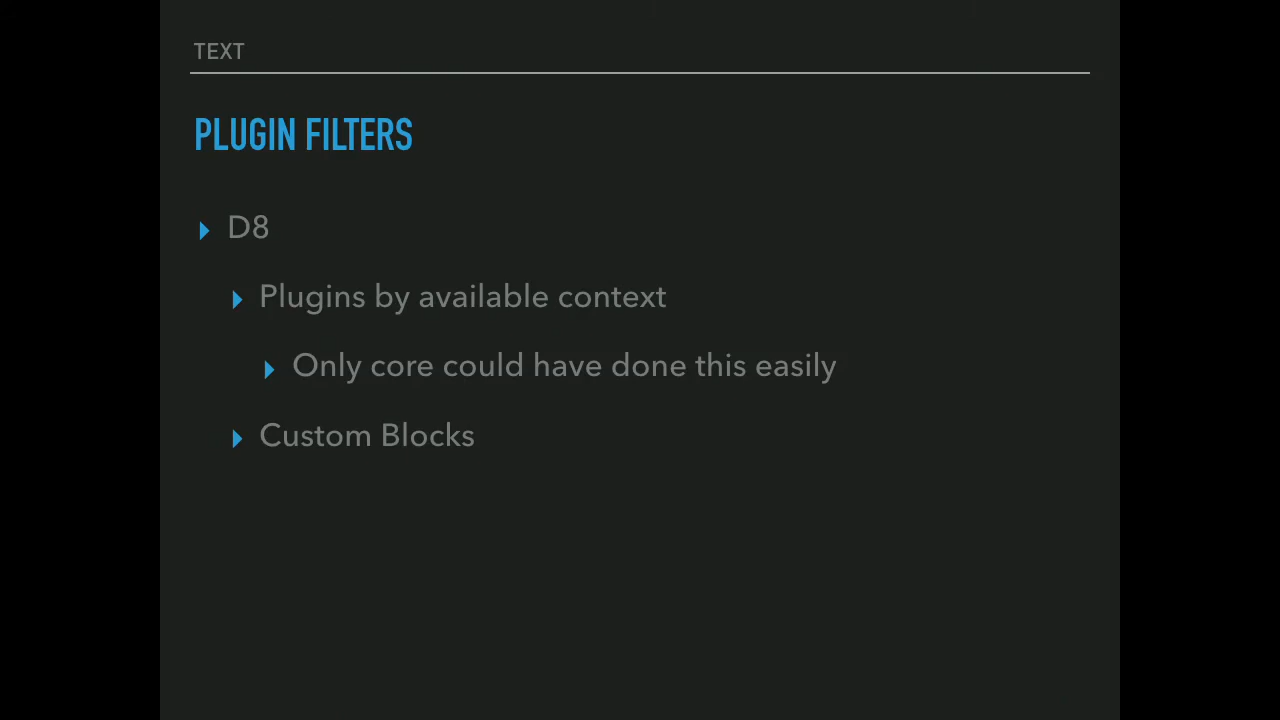 TEXT
PLUGIN FILTERS
D8
Plugins by available context
Only core could have done this easily
Custom Blocks